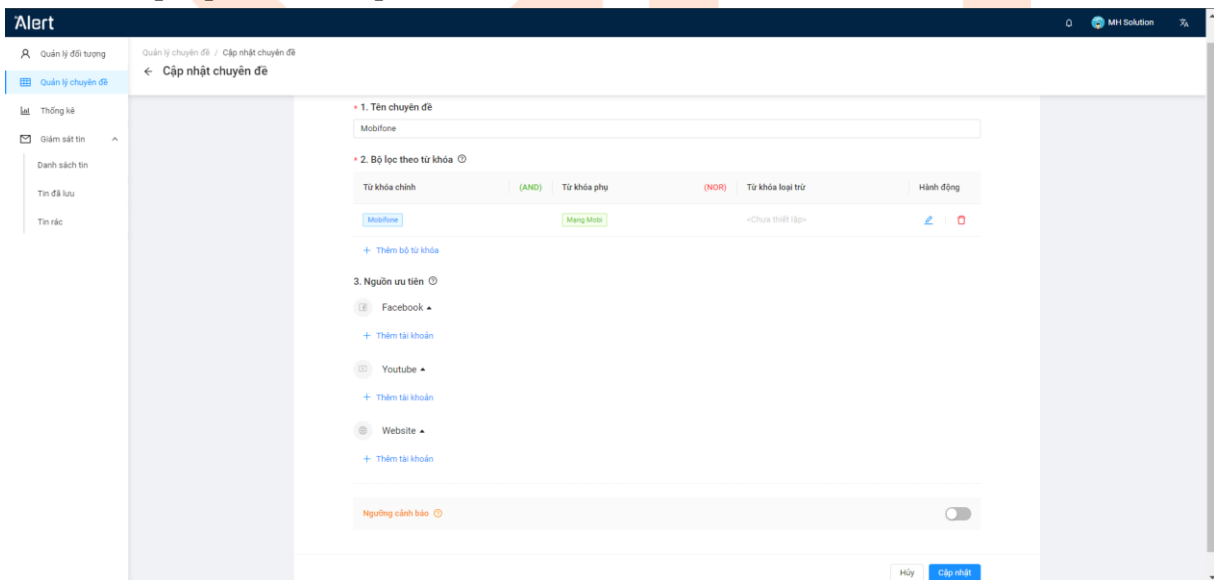 Alert
MH Solution
Quản lý đối tượng
Quản lý chuyên đề
Thống kê
Giám sát tin
Danh sách tin
Tin đã lưu
Tin rác
Quản lý chuyên đề / Cập nhật chuyên đề
← Cập nhật chuyên đề
* 1. Tên chuyên đề
Mobifone
* 2. Bộ lọc theo từ khóa
Từ khóa chính (AND) Từ khóa phụ (NOR) Từ khóa loại trừ Hành động
Mobifone Mạng Mobi <Chưa thiết lập>
+ Thêm bộ từ khóa
3. Nguồn ưu tiên
Facebook
+ Thêm tài khoản
Youtube
+ Thêm tài khoản
Website
+ Thêm tài khoản
Ngưỡng cảnh báo
Hủy Cập nhật